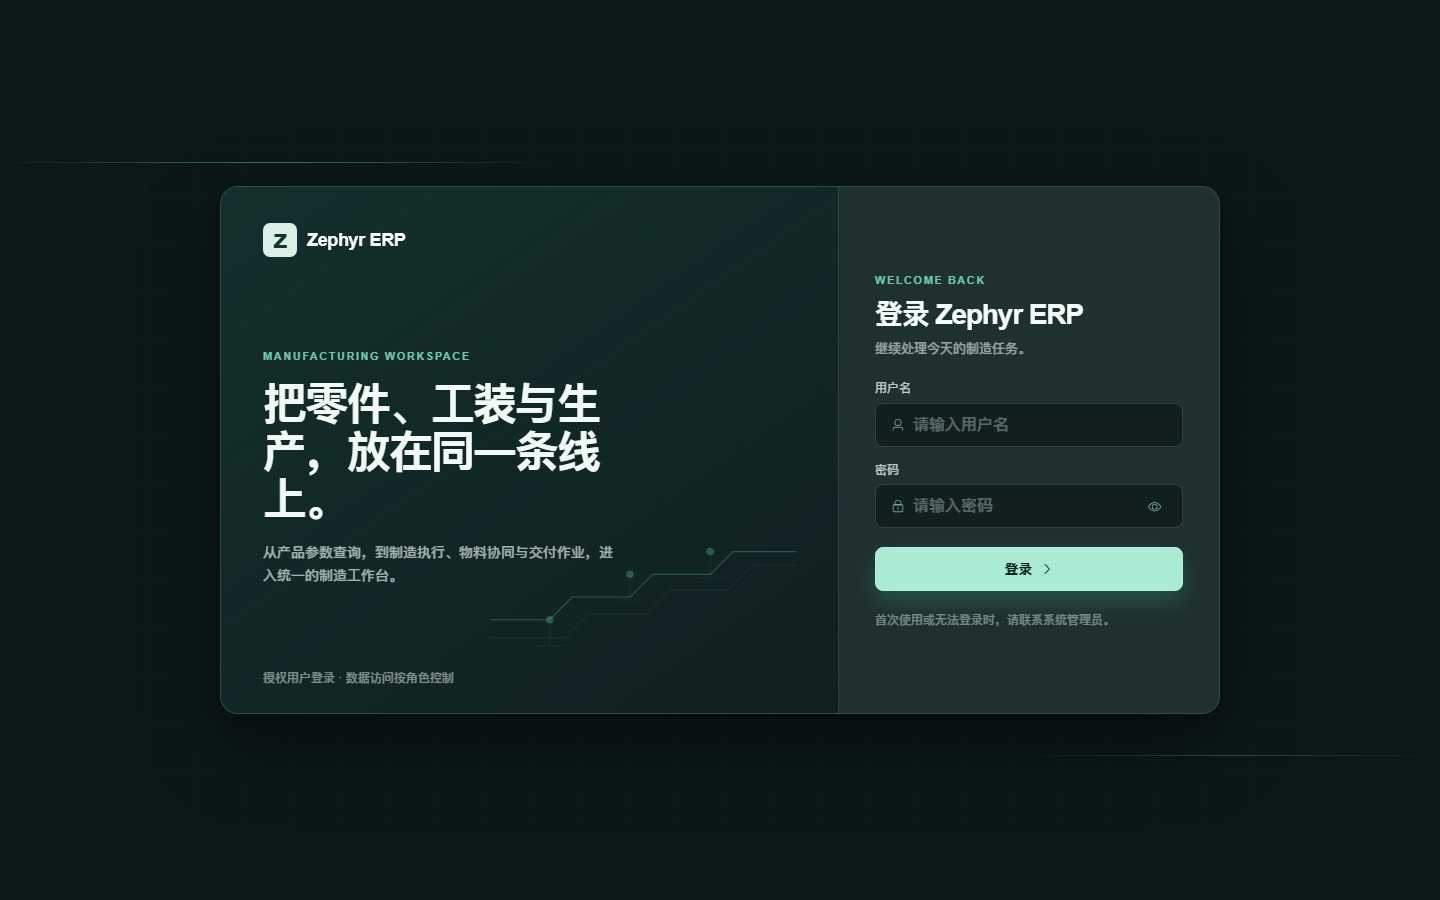 Z Zephyr ERP
MANUFACTURING WORKSPACE
把零件、工装与生
产，放在同一条线
上。
从产品参数查询，到制造执行、物料协同与交付作业，进
入统一的制造工作台。
授权用户登录 · 数据访问按角色控制
WELCOME BACK
登录 Zephyr ERP
继续处理今天的制造任务。
用户名
请输入用户名
密码
请输入密码
登录
首次使用或无法登录时，请联系系统管理员。